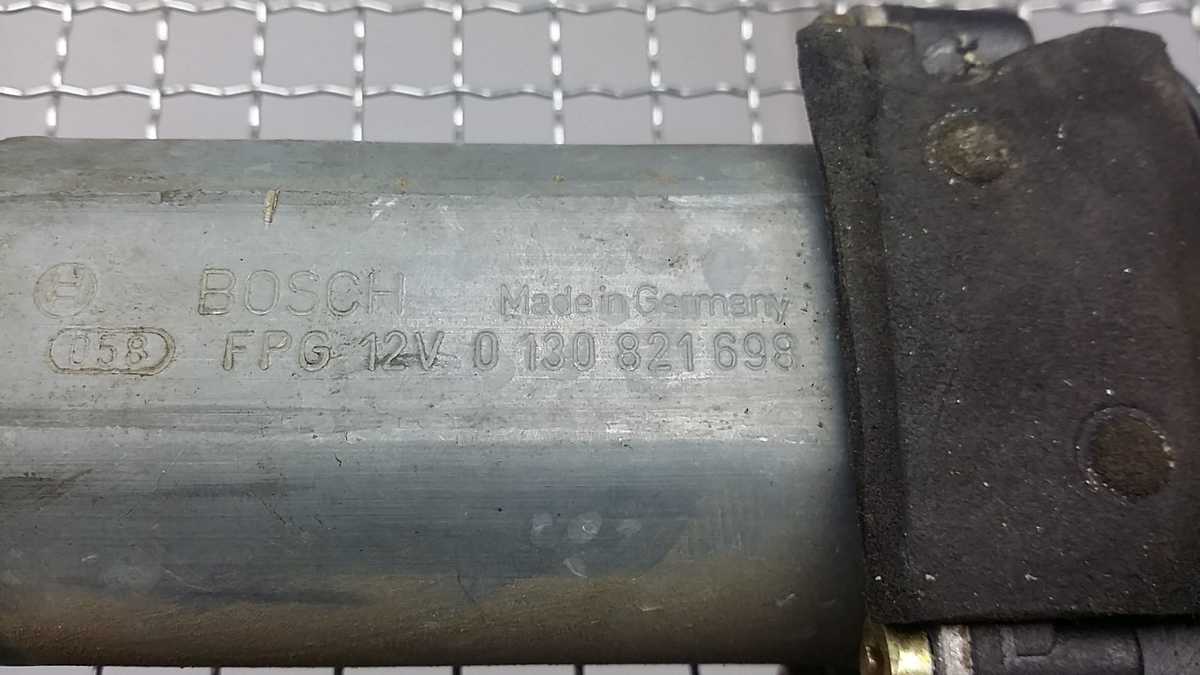 BOSCH Made in Germany
058 FPG 12V 0 130 821 698